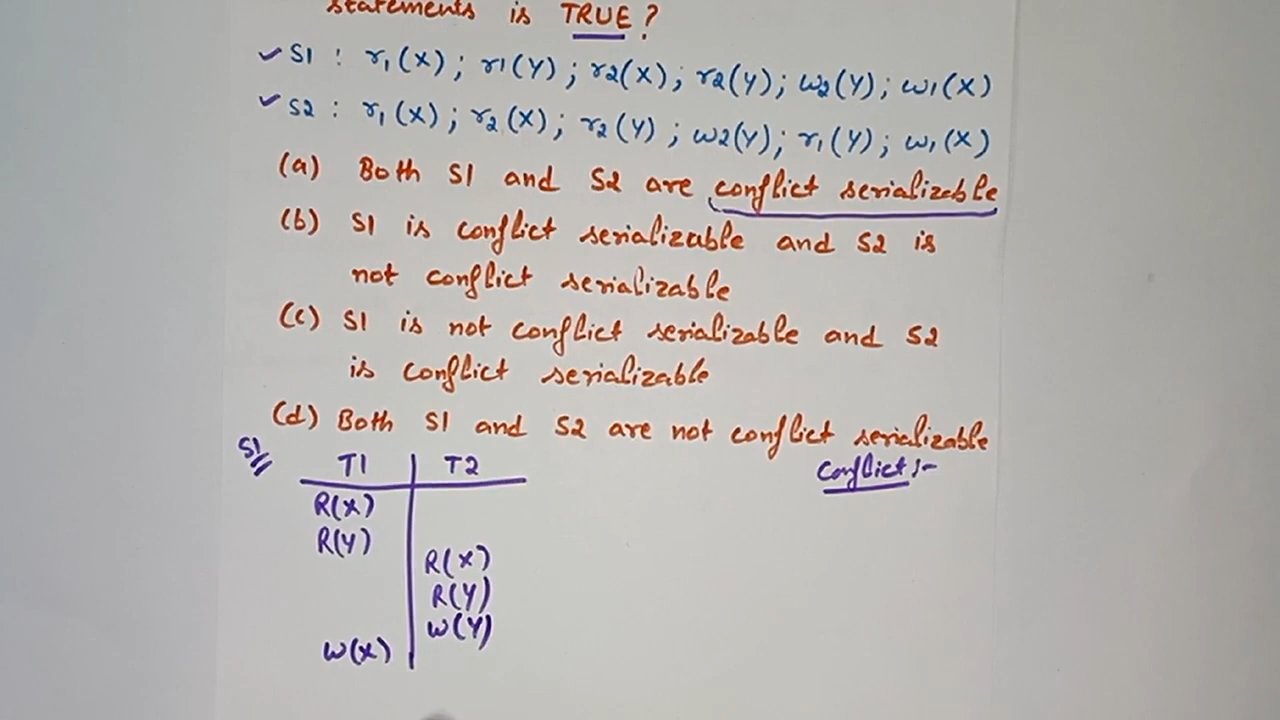 statements is TRUE?
S1 : r1(X); r1(Y); r2(X); r2(Y); w2(Y); w1(X)
S2 : r1(X); r2(X); r2(Y); w2(Y); r1(Y); w1(X)
(a) Both S1 and S2 are conflict serializable
(b) S1 is conflict serializable and S2 is
not conflict serializable
(c) S1 is not conflict serializable and S2
is conflict serializable
(d) Both S1 and S2 are not conflict serializable
S1
Conflict :-
T1 T2
R(X)
R(Y)
R(X)
R(Y)
W(Y)
W(X)